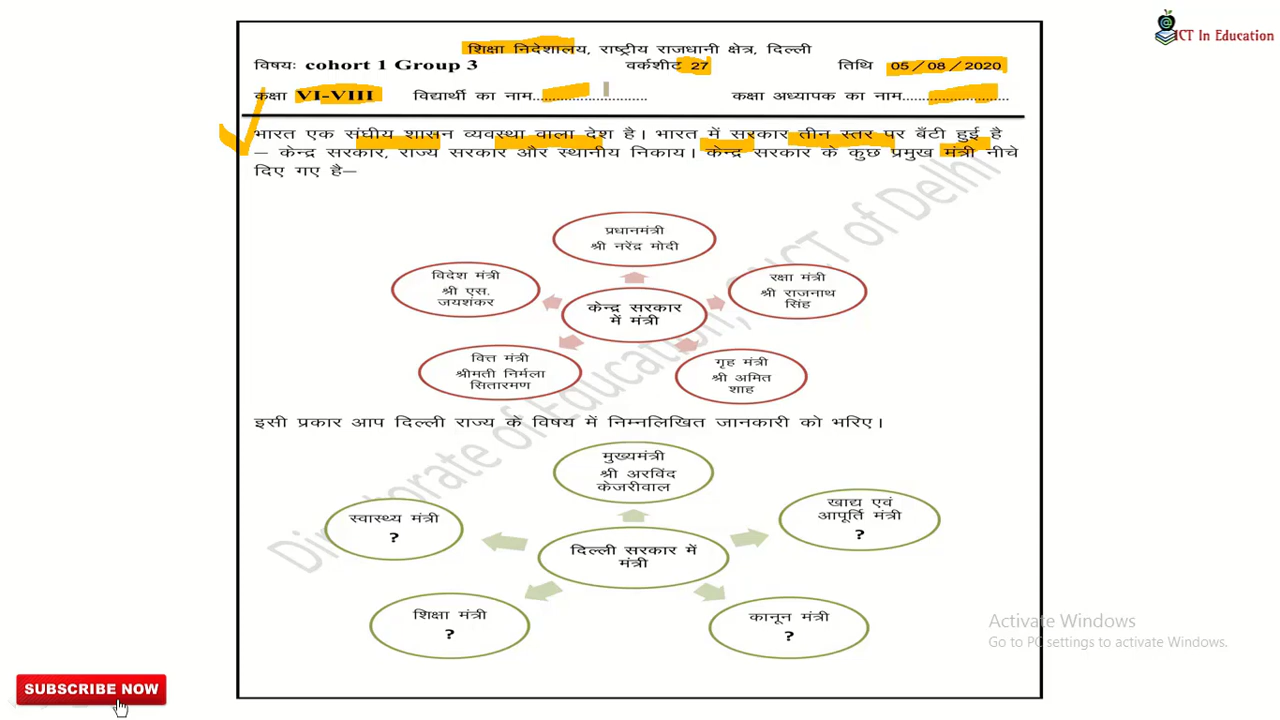 ICT In Education
शिक्षा निदेशालय, राष्ट्रीय राजधानी क्षेत्र, दिल्ली
विषयः cohort 1 Group 3 वर्कशीट 27 तिथि 05/08/2020
कक्षा VI-VIII विद्यार्थी का नाम........................... कक्षा अध्यापक का नाम..........................
भारत एक संघीय शासन व्यवस्था वाला देश है। भारत में सरकार तीन स्तर पर बँटी हुई है
– केन्द्र सरकार, राज्य सरकार और स्थानीय निकाय। केन्द्र सरकार के कुछ प्रमुख मंत्री नीचे
दिए गए है–
प्रधानमंत्री
श्री नरेंद्र मोदी
विदेश मंत्री
श्री एस.
जयशंकर
रक्षा मंत्री
श्री राजनाथ
सिंह
केन्द्र सरकार
में मंत्री
वित्त मंत्री
श्रीमती निर्मला
सितारमण
गृह मंत्री
श्री अमित
शाह
इसी प्रकार आप दिल्ली राज्य के विषय में निम्नलिखित जानकारी को भरिए।
मुख्यमंत्री
श्री अरविंद
केजरीवाल
स्वास्थ्य मंत्री
?
खाद्य एवं
आपूर्ति मंत्री
?
दिल्ली सरकार में
मंत्री
शिक्षा मंत्री
?
कानून मंत्री
?
Directorate of Education, of Delhi
Activate Windows
Go to PC settings to activate Windows.
SUBSCRIBE NOW